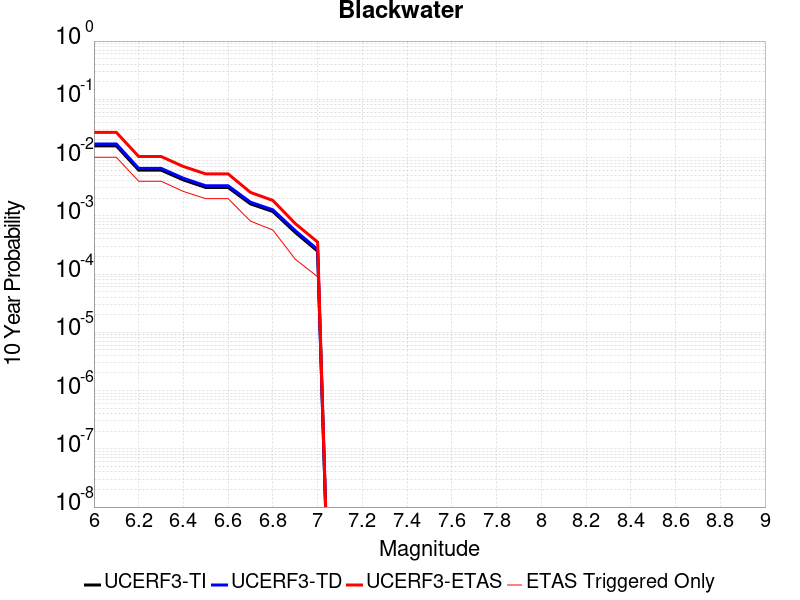 Blackwater
10 Year Probability
10^0
10^-1
10^-2
10^-3
10^-4
10^-5
10^-6
10^-7
10^-8
6 6.2 6.4 6.6 6.8 7 7.2 7.4 7.6 7.8 8 8.2 8.4 8.6 8.8 9
Magnitude
UCERF3-TI UCERF3-TD UCERF3-ETAS ETAS Triggered Only